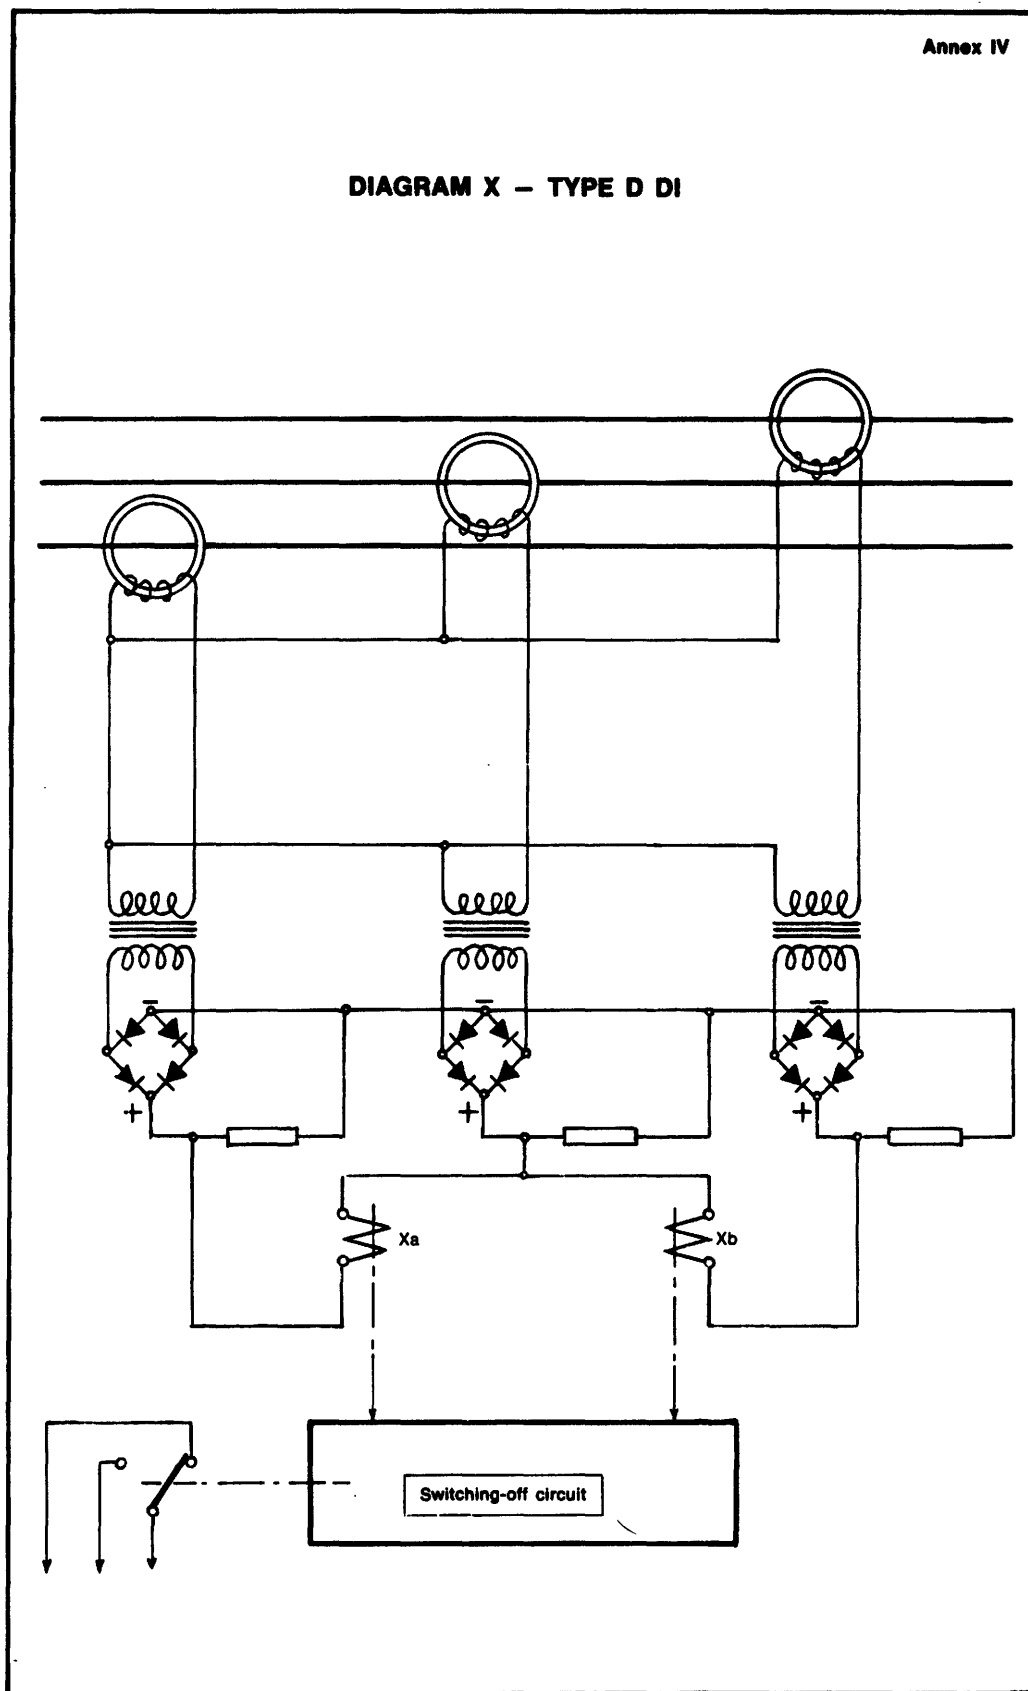 Annex IV
DIAGRAM X – TYPE D DI
–
–
–
+
+
+
Xa
Xb
Switching-off circuit